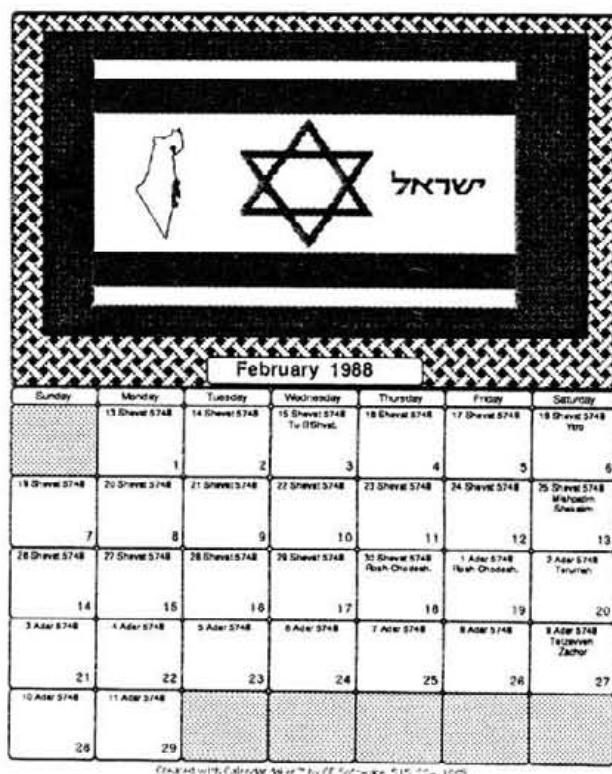 ישראל
February 1988
Sunday Monday Tuesday Wednesday Thursday Friday Saturday
13 Shevat 5748 14 Shevat 5748 15 Shevat 5748 16 Shevat 5748 17 Shevat 5748 18 Shevat 5748
Tu B'Shvat. Yitro
1 2 3 4 5 6
19 Shevat 5748 20 Shevat 5748 21 Shevat 5748 22 Shevat 5748 23 Shevat 5748 24 Shevat 5748 25 Shevat 5748
Mishpatim
Shekalim
7 8 9 10 11 12 13
26 Shevat 5748 27 Shevat 5748 28 Shevat 5748 29 Shevat 5748 30 Shevat 5748 1 Adar 5748 2 Adar 5748
Rosh-Chodesh. Rosh-Chodesh. Terumah
14 15 16 17 18 19 20
3 Adar 5748 4 Adar 5748 5 Adar 5748 6 Adar 5748 7 Adar 5748 8 Adar 5748 9 Adar 5748
Tetzaveh
Zachor
21 22 23 24 25 26 27
10 Adar 5748 11 Adar 5748
28 29
Created with Calendar Maker™ by CE Software